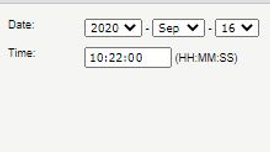 Date: 2020 - Sep - 16
Time: 10:22:00 (HH:MM:SS)